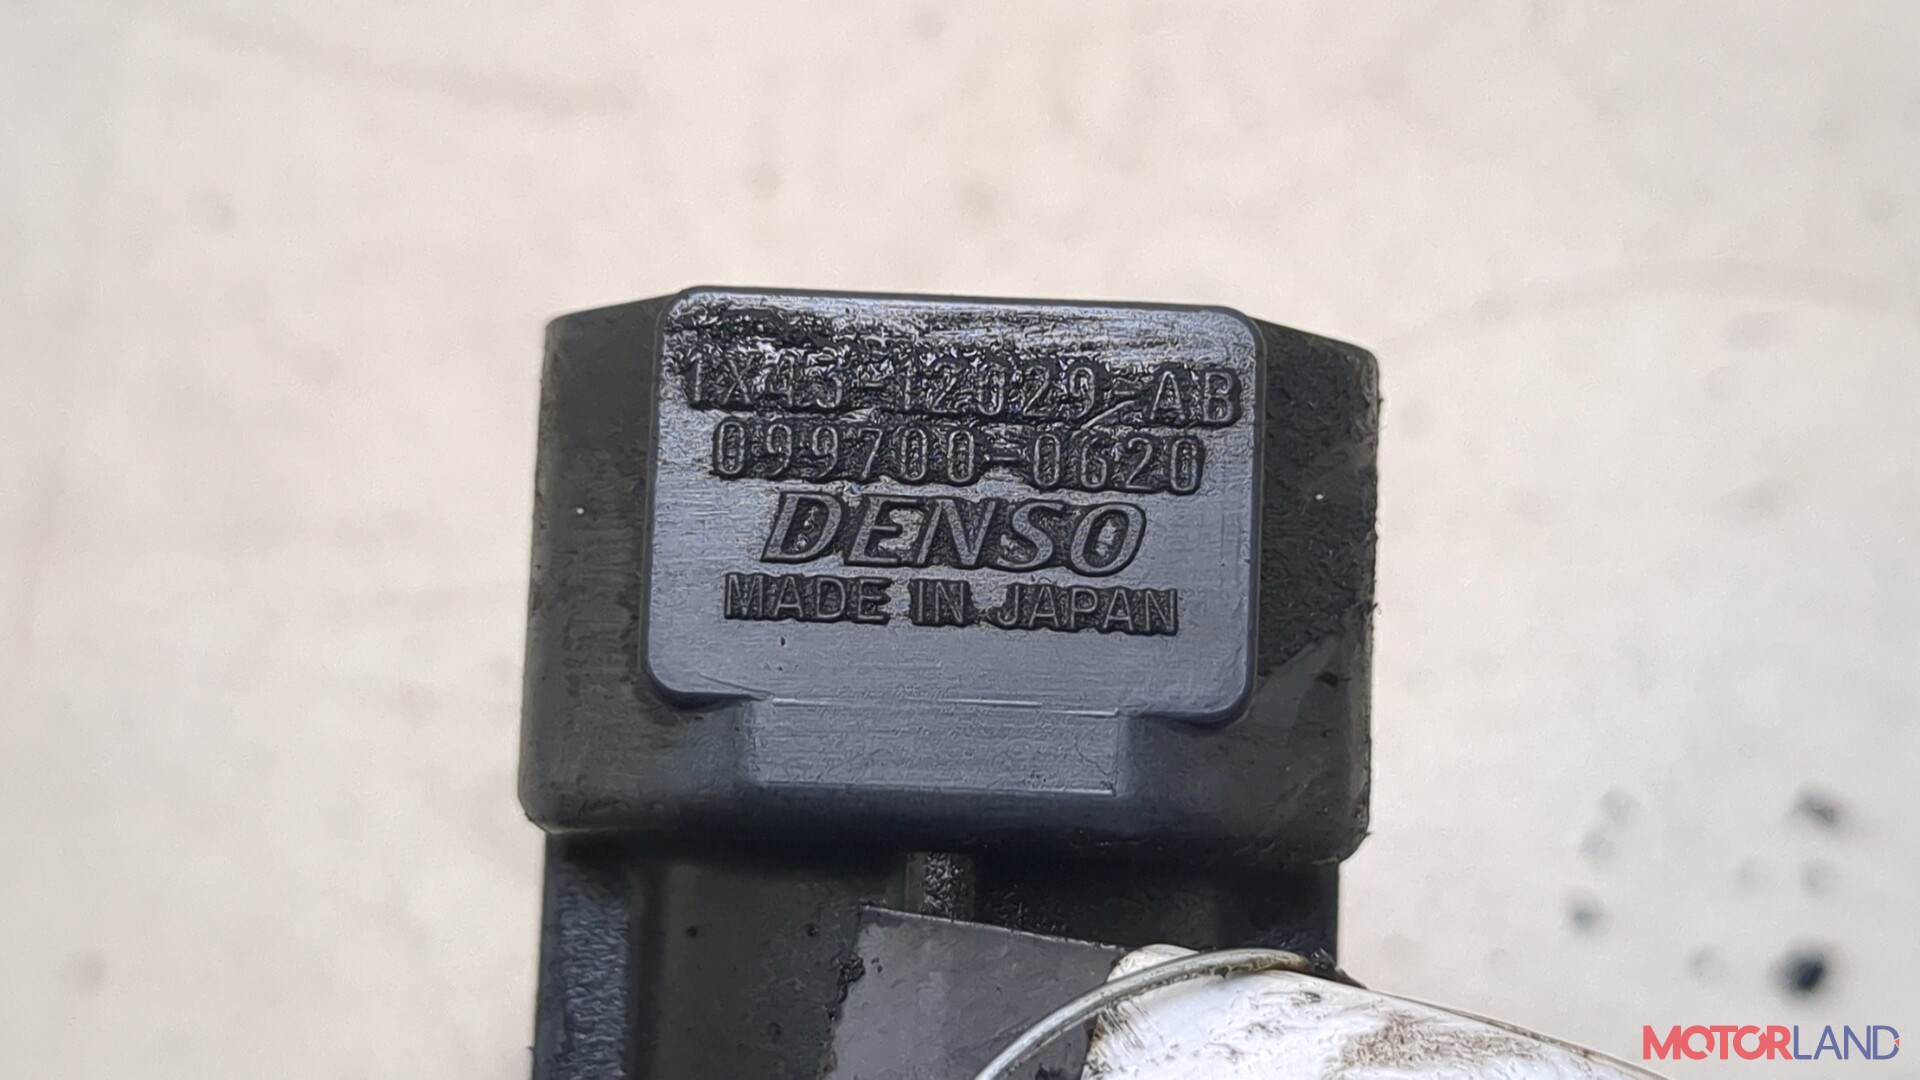 1X43-12029-AB
099700-0620
DENSO
MADE IN JAPAN
MOTORLAND